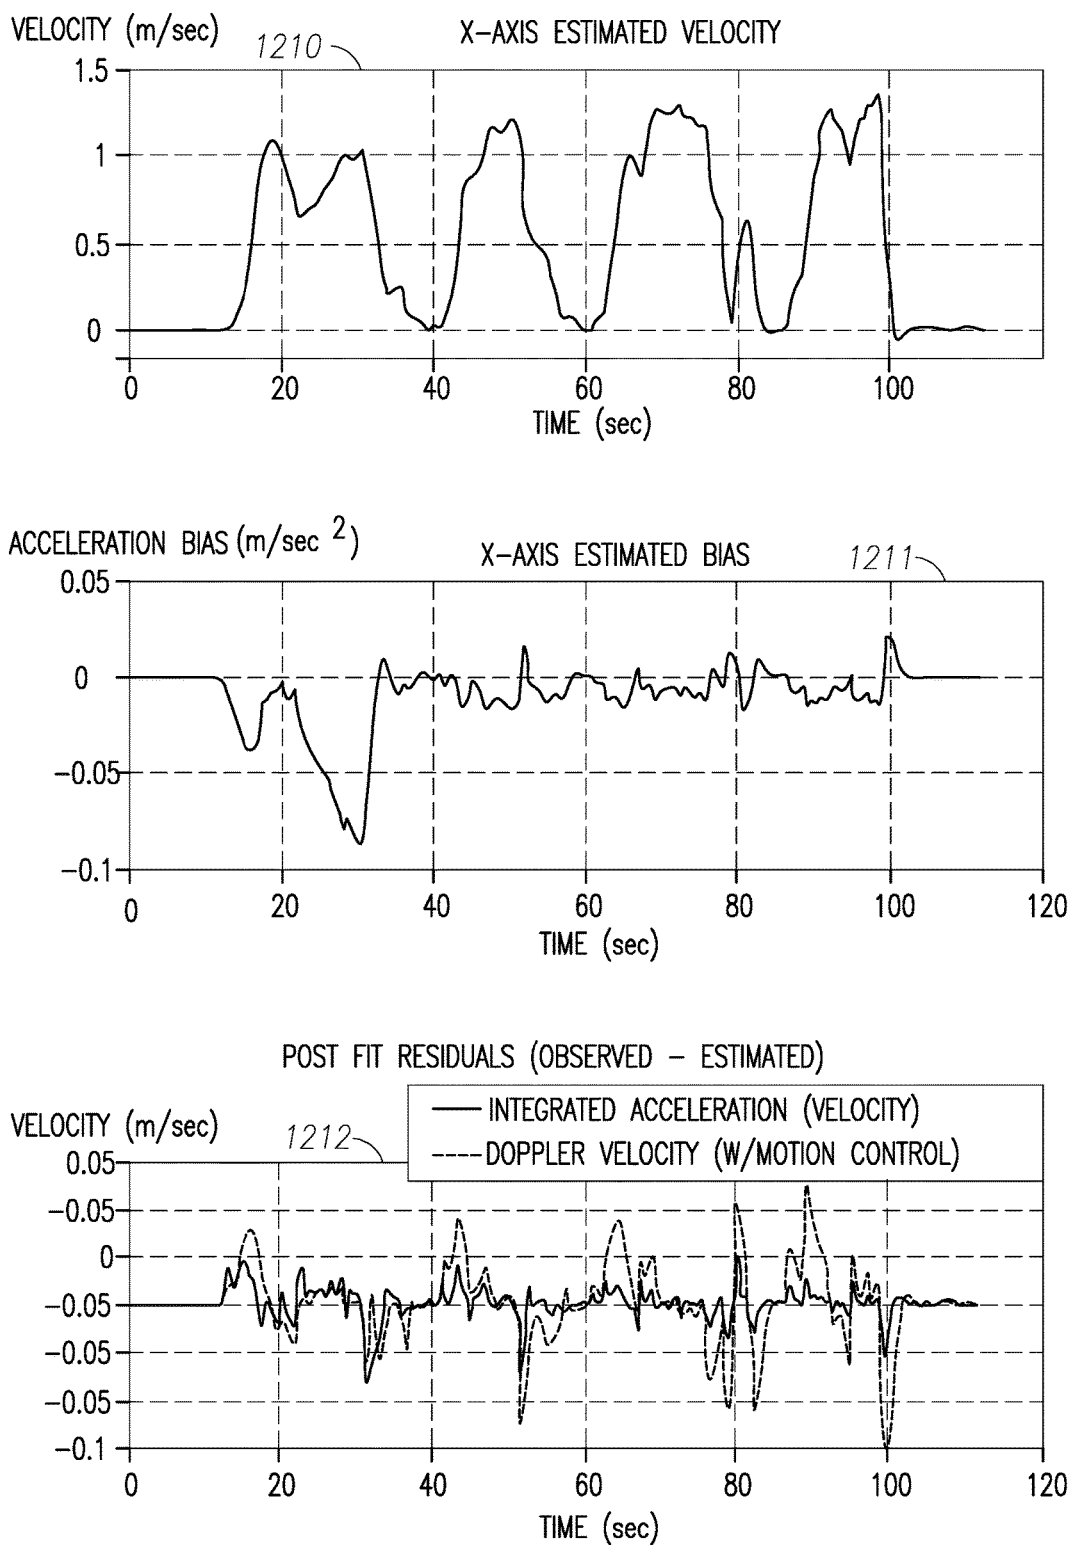 VELOCITY (m/sec)
X-AXIS ESTIMATED VELOCITY
1210
1.5
1
0.5
0
0 20 40 60 80 100
TIME (sec)
ACCELERATION BIAS (m/sec 2)
X-AXIS ESTIMATED BIAS
1211
0.05
0
-0.05
-0.1
0 20 40 60 80 100 120
TIME (sec)
POST FIT RESIDUALS (OBSERVED - ESTIMATED)
VELOCITY (m/sec)
1212
INTEGRATED ACCELERATION (VELOCITY)
DOPPLER VELOCITY (W/MOTION CONTROL)
0.05
-0.05
0
-0.05
-0.05
-0.05
-0.1
0 20 40 60 80 100 120
TIME (sec)